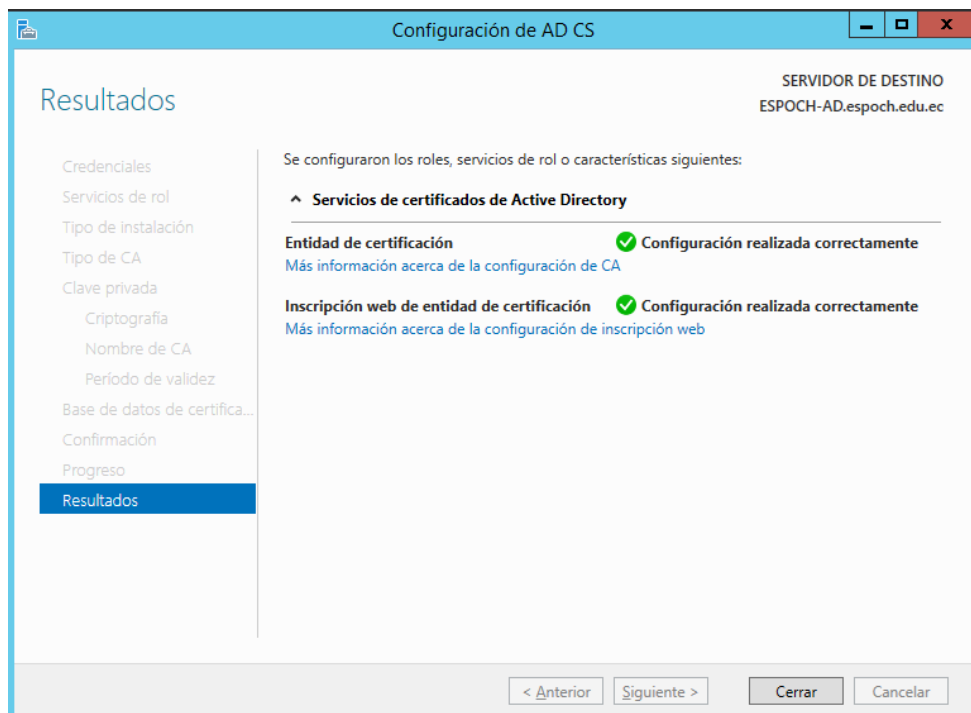 Configuración de AD CS
Resultados
SERVIDOR DE DESTINO
ESPOCH-AD.espoch.edu.ec
Credenciales
Servicios de rol
Tipo de instalación
Tipo de CA
Clave privada
Criptografía
Nombre de CA
Período de validez
Base de datos de certifica...
Confirmación
Progreso
Resultados
Se configuraron los roles, servicios de rol o características siguientes:
Servicios de certificados de Active Directory
Entidad de certificación Configuración realizada correctamente
Más información acerca de la configuración de CA
Inscripción web de entidad de certificación Configuración realizada correctamente
Más información acerca de la configuración de inscripción web
< Anterior Siguiente > Cerrar Cancelar